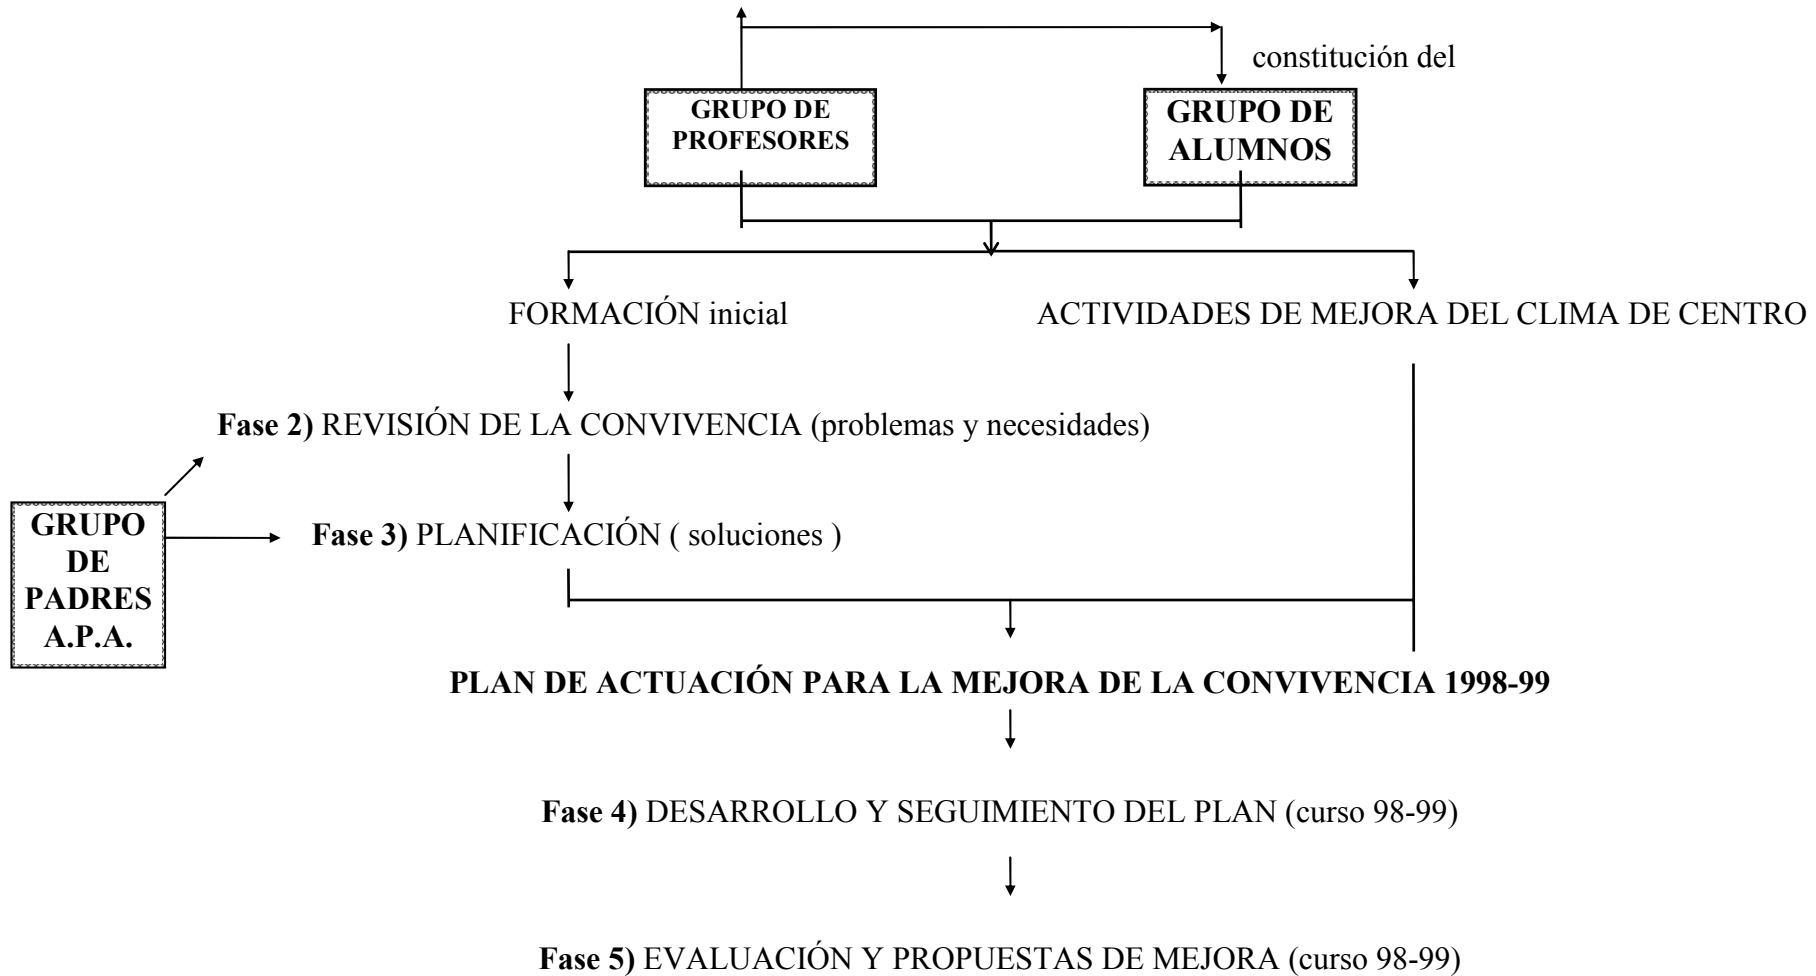 constitución del
GRUPO DE
PROFESORES
GRUPO DE
ALUMNOS
FORMACIÓN inicial
ACTIVIDADES DE MEJORA DEL CLIMA DE CENTRO
Fase 2) REVISIÓN DE LA CONVIVENCIA (problemas y necesidades)
GRUPO
DE
PADRES
A.P.A.
Fase 3) PLANIFICACIÓN ( soluciones )
PLAN DE ACTUACIÓN PARA LA MEJORA DE LA CONVIVENCIA 1998-99
Fase 4) DESARROLLO Y SEGUIMIENTO DEL PLAN (curso 98-99)
Fase 5) EVALUACIÓN Y PROPUESTAS DE MEJORA (curso 98-99)